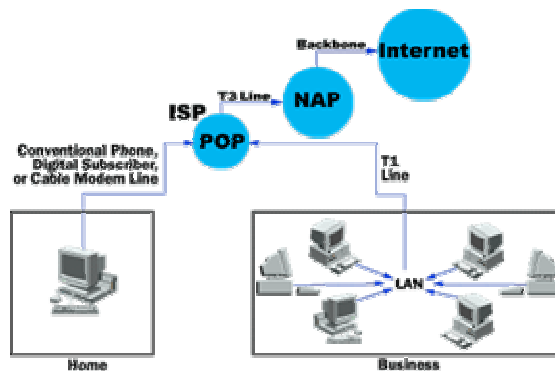 Backbone
Internet
T3 Line
NAP
ISP
POP
Conventional Phone,
Digital Subscriber,
or Cable Modem Line
T1
Line
LAN
Home
Business